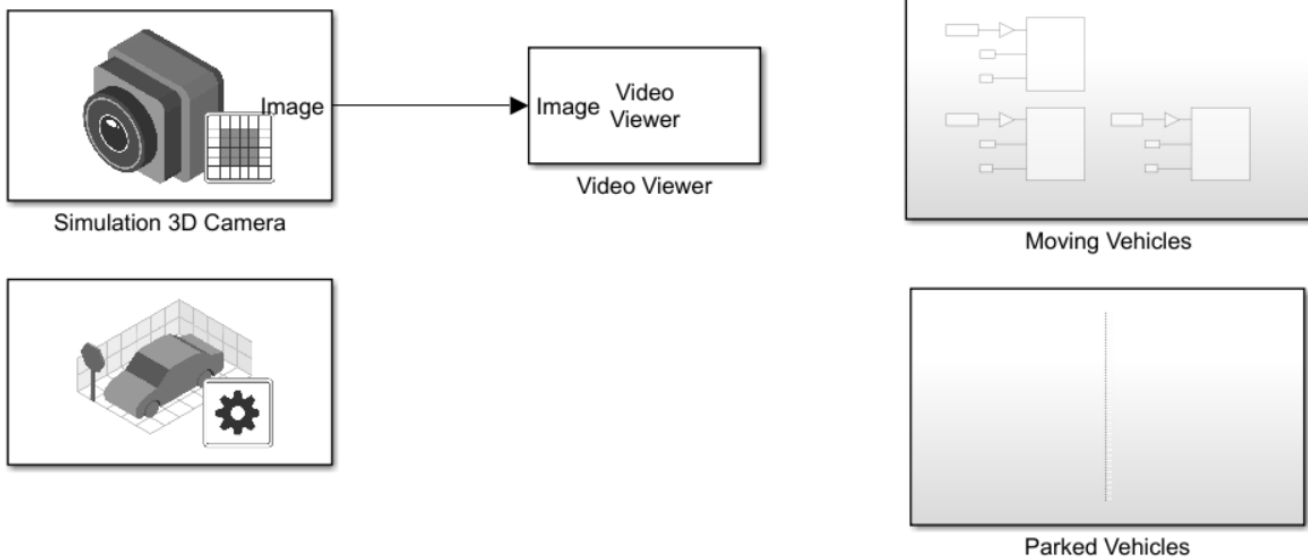 Image
Simulation 3D Camera
Image
Video
Viewer
Video Viewer
Moving Vehicles
Parked Vehicles